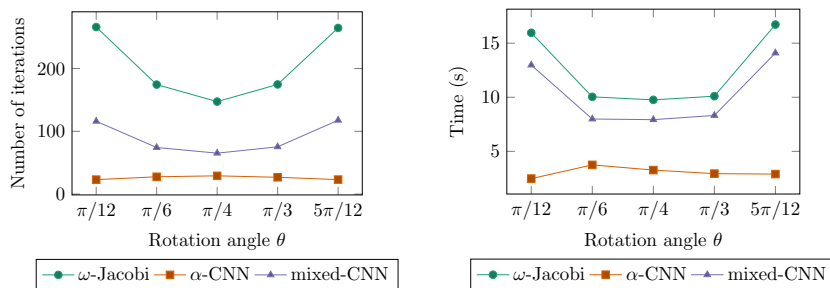 Number of iterations
200
100
0
π/12 π/6 π/4 π/3 5π/12
Rotation angle θ
ω-Jacobi α-CNN mixed-CNN
Time (s)
15
10
5
π/12 π/6 π/4 π/3 5π/12
Rotation angle θ
ω-Jacobi α-CNN mixed-CNN